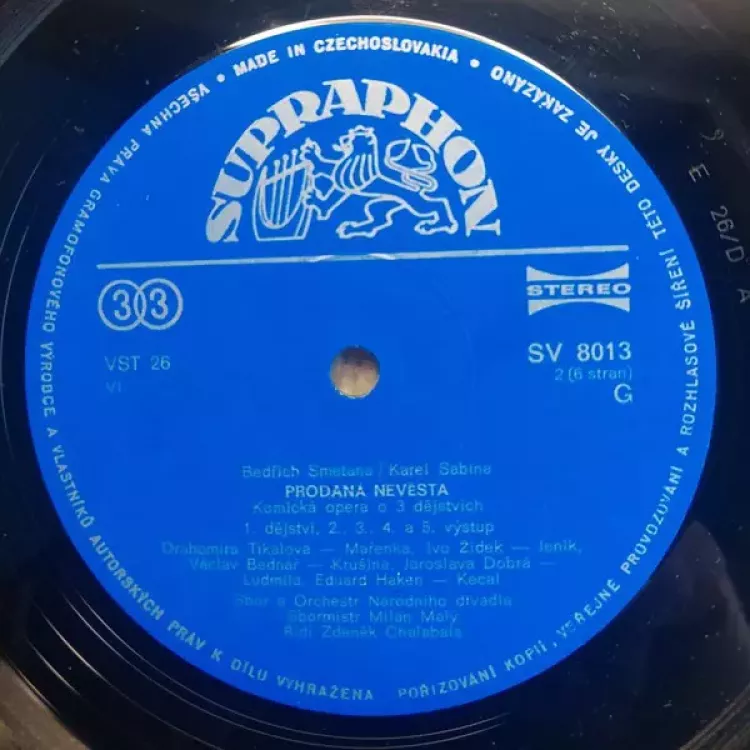 • MADE IN CZECHOSLOVAKIA •
VŠECHNA PRÁVA GRAMOFONOVÉHO VÝROBCE A VLASTNÍKŮ AUTORSKÝCH PRÁV K DÍLU VYHRAŽENA
POŘIZOVÁNÍ KOPIÍ, VEŘEJNÉ PROVOZOVÁNÍ A ROZHLASOVÉ ŠÍŘENÍ TÉTO DESKY JE ZAKÁZÁNO
SUPRAPHON
33
STEREO
VST 26
SV 8013
VI
2 (6 stran)
G
Bedřich Smetana / Karel Sabina
PRODANÁ NEVĚSTA
Komická opera o 3 dějstvích
1. dějství, 2., 3., 4. a 5. výstup
Drahomíra Tikalová — Mařenka, Ivo Žídek — Jeník,
Václav Bednář — Krušina, Jaroslava Dobrá —
Ludmila, Eduard Haken — Kecal
Sbor a Orchestr Národního divadla
Sbormistr Milan Malý
Řídí Zdeněk Chalabala
E 26/D A